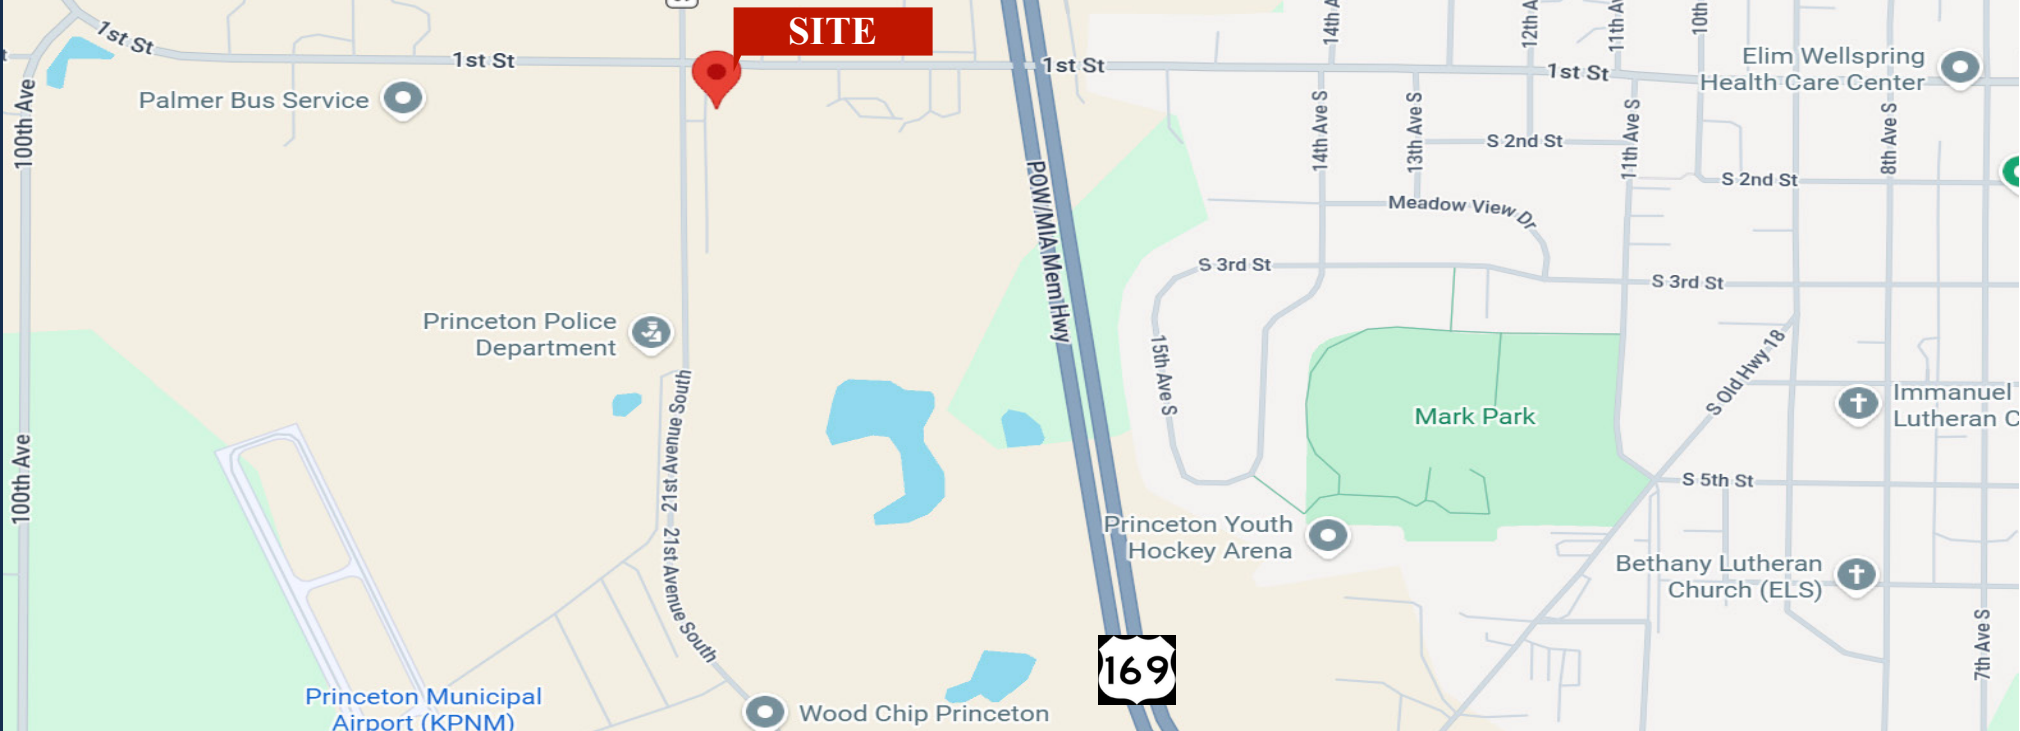 SITE
1st St
1st St
1st St
1st St
14th A
12th A
11th A
10th
Elim Wellspring
Health Care Center
Palmer Bus Service
100th Ave
14th Ave S
13th Ave S
11th Ave S
8th Ave S
S 2nd St
S 2nd St
POW/MIA Mem Hwy
Meadow View Dr
S 3rd St
S 3rd St
Princeton Police
Department
15th Ave S
S Old Hwy 18
21st Avenue South
Mark Park
Immanuel
Lutheran C
100th Ave
S 5th St
Princeton Youth
Hockey Arena
21st Avenue South
Bethany Lutheran
Church (ELS)
7th Ave S
169
Princeton Municipal
Airport (KPNM)
Wood Chip Princeton